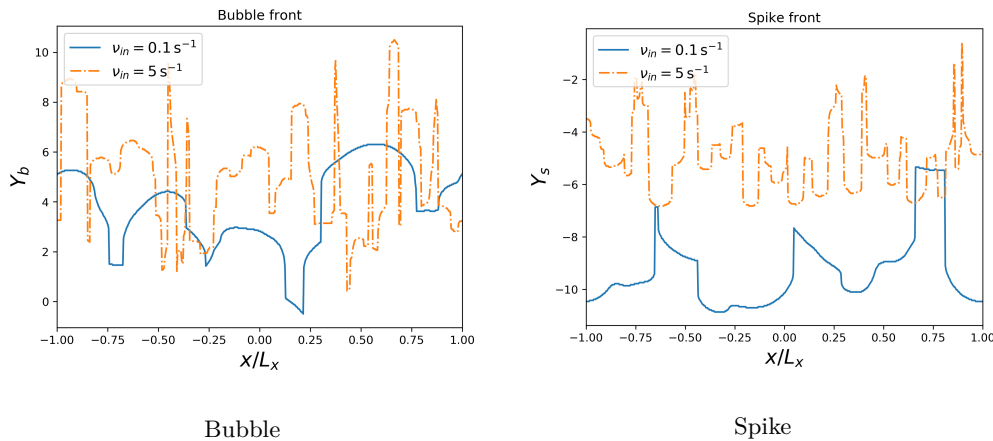 Bubble front
ν_in = 0.1 s⁻¹
ν_in = 5 s⁻¹
Y_b
10
8
6
4
2
0
−1.00 −0.75 −0.50 −0.25 0.00 0.25 0.50 0.75 1.00
x/L_x
Bubble
Spike front
ν_in = 0.1 s⁻¹
ν_in = 5 s⁻¹
Y_s
−2
−4
−6
−8
−10
−1.00 −0.75 −0.50 −0.25 0.00 0.25 0.50 0.75 1.00
x/L_x
Spike